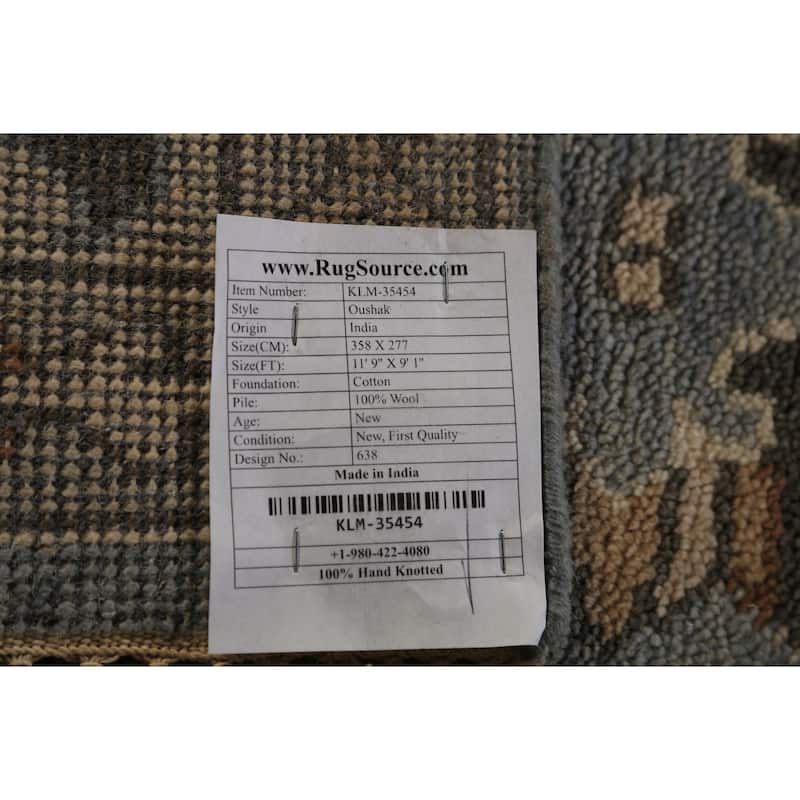 www.RugSource.com
Item Number: KLM-35454
Style Oushak
Origin India
Size(CM): 358 X 277
Size(FT): 11' 9" X 9' 1"
Foundation: Cotton
Pile: 100% Wool
Age: New
Condition: New, First Quality
Design No.: 638
Made in India
KLM-35454
+1-980-422-4080
100% Hand Knotted